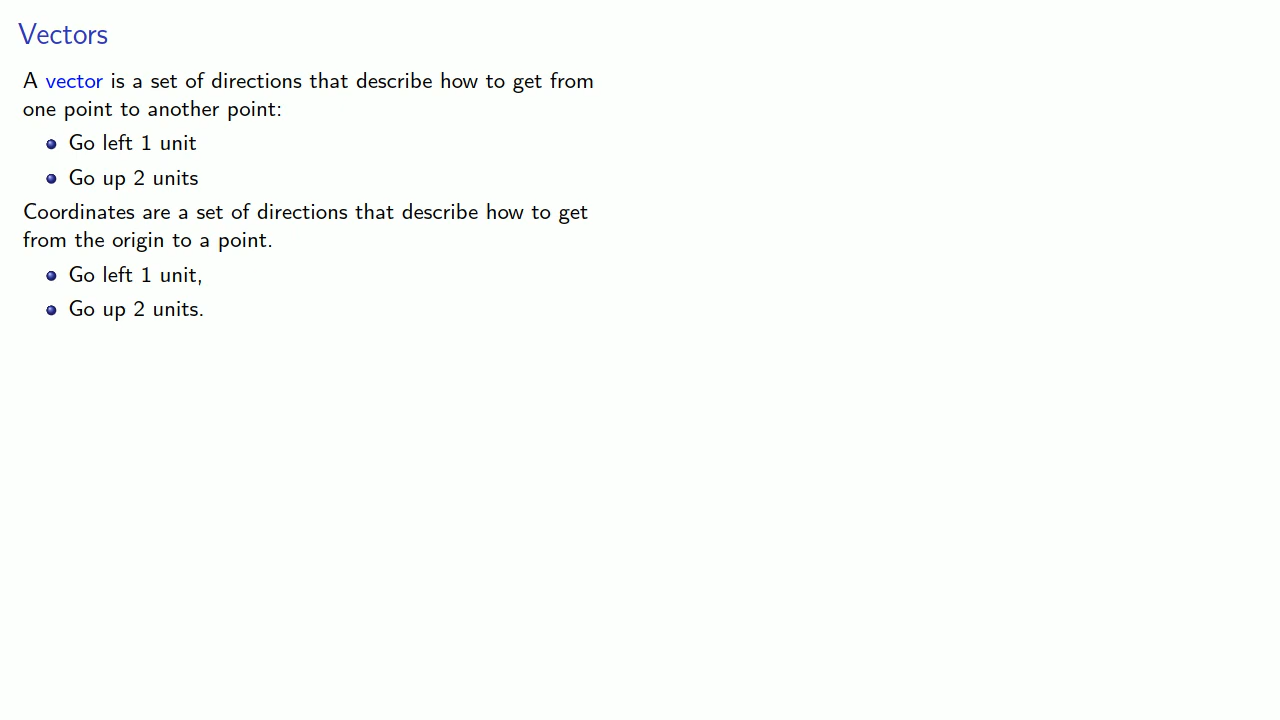 Vectors
A vector is a set of directions that describe how to get from
one point to another point:
Go left 1 unit
Go up 2 units
Coordinates are a set of directions that describe how to get
from the origin to a point.
Go left 1 unit,
Go up 2 units.